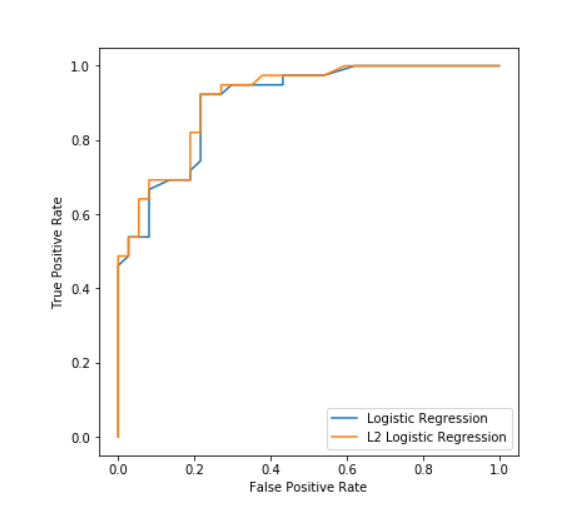 1.0
0.8
0.6
0.4
0.2
0.0
True Positive Rate
Logistic Regression
L2 Logistic Regression
0.0 0.2 0.4 0.6 0.8 1.0
False Positive Rate